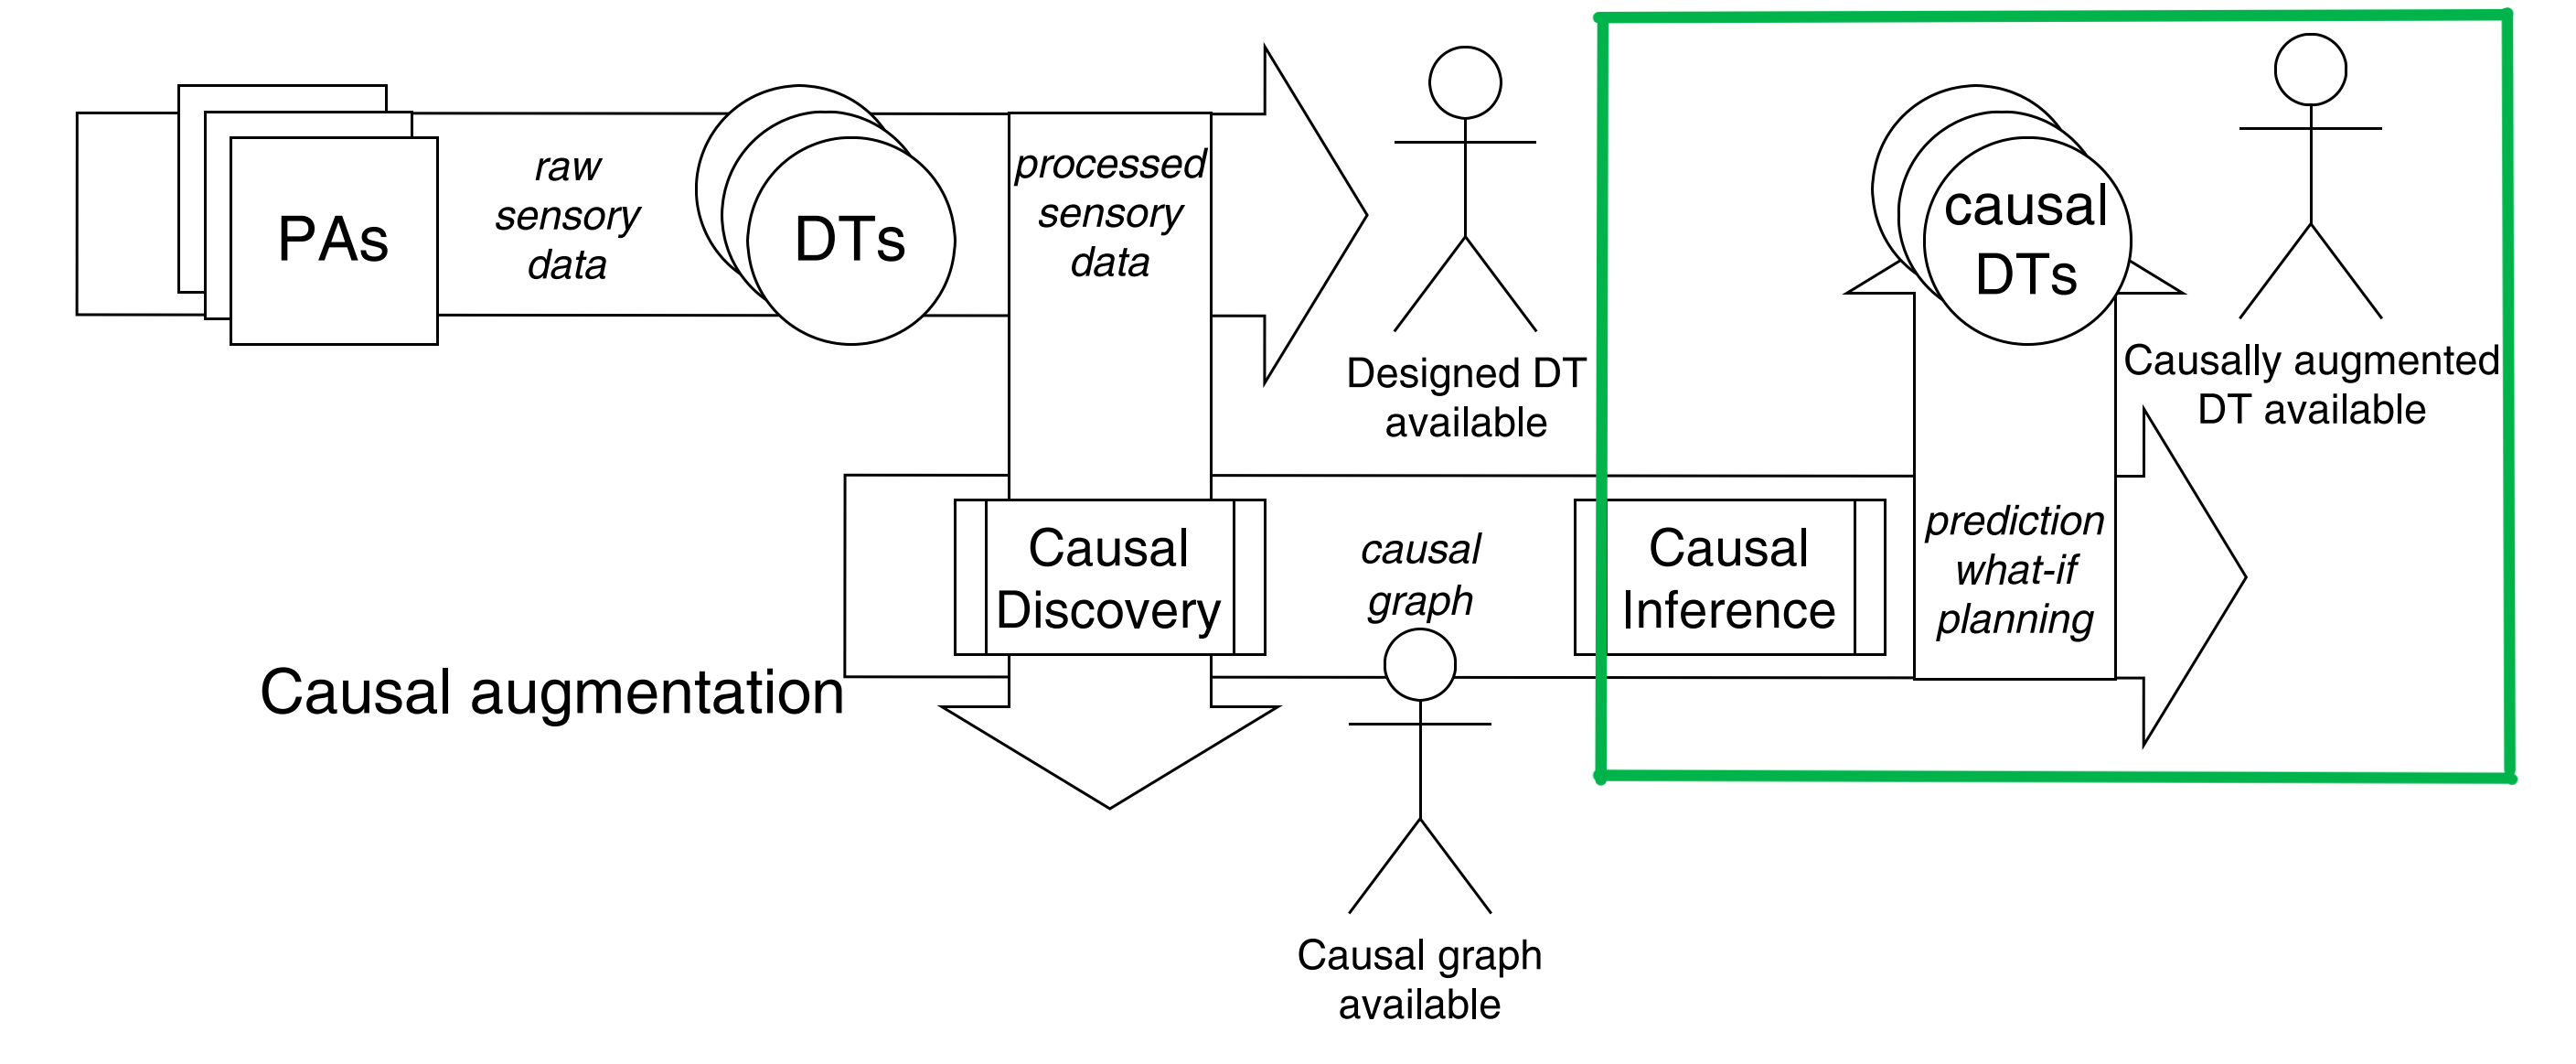 PAs
raw
sensory
data
DTs
processed
sensory
data
Designed DT
available
causal
DTs
Causally augmented
DT available
Causal augmentation
Causal
Discovery
causal
graph
Causal
Inference
prediction
what-if
planning
Causal graph
available